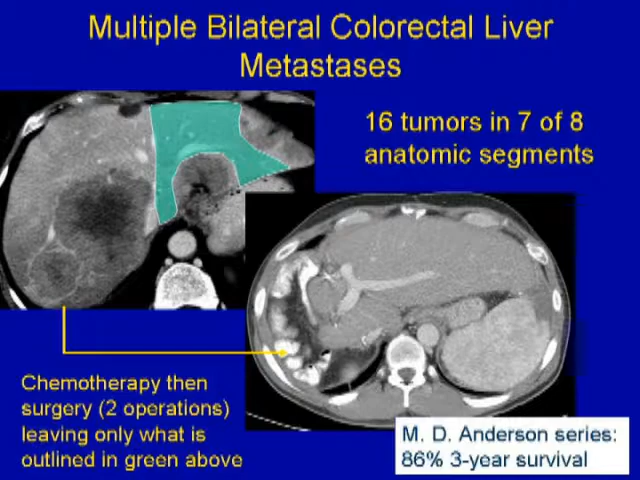 Multiple Bilateral Colorectal Liver
Metastases
16 tumors in 7 of 8
anatomic segments
Chemotherapy then
surgery (2 operations)
leaving only what is
outlined in green above
M. D. Anderson series:
86% 3-year survival